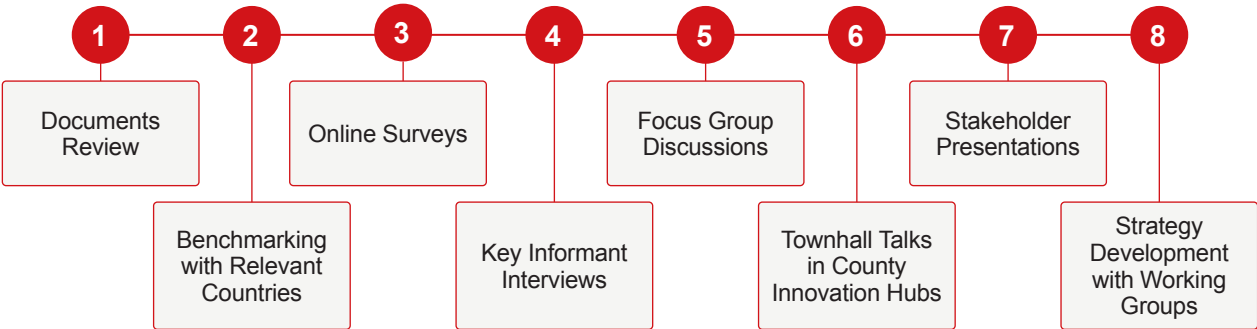 1
Documents
Review
2
Benchmarking
with Relevant
Countries
3
Online Surveys
4
Key Informant
Interviews
5
Focus Group
Discussions
6
Townhall Talks
in County
Innovation Hubs
7
Stakeholder
Presentations
8
Strategy
Development
with Working
Groups